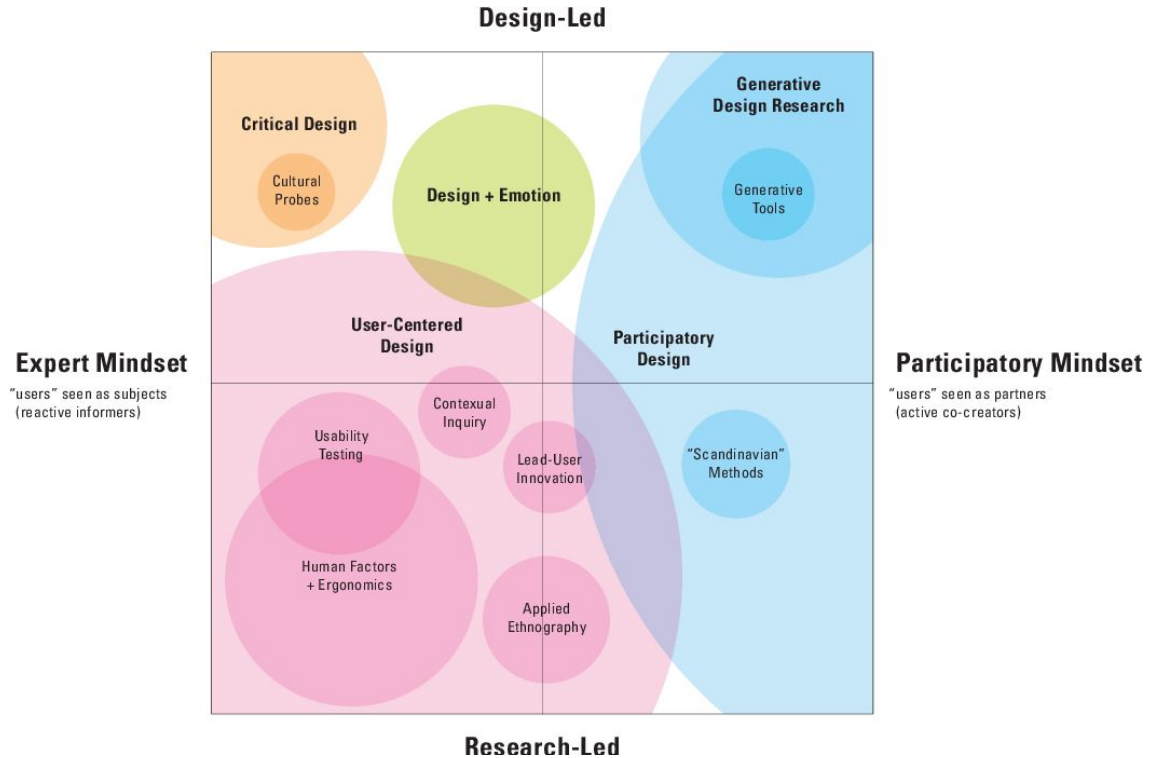 Design-Led
Generative
Design Research
Critical Design
Cultural
Probes
Design + Emotion
Generative
Tools
User-Centered
Design
Participatory
Design
Expert Mindset
“users” seen as subjects
(reactive informers)
Participatory Mindset
“users” seen as partners
(active co-creators)
Contexual
Inquiry
Usability
Testing
Lead-User
Innovation
“Scandinavian”
Methods
Human Factors
+ Ergonomics
Applied
Ethnography
Research-Led